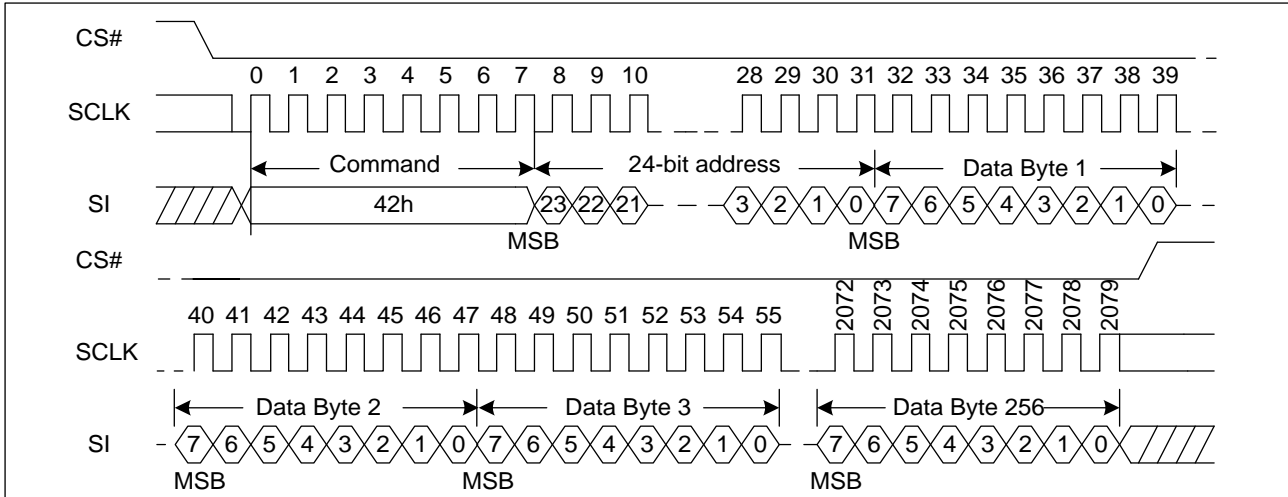 CS#
0 1 2 3 4 5 6 7 8 9 10 28 29 30 31 32 33 34 35 36 37 38 39
SCLK
Command 24-bit address Data Byte 1
SI 42h 23 22 21 3 2 1 0 7 6 5 4 3 2 1 0
MSB MSB
CS#
40 41 42 43 44 45 46 47 48 49 50 51 52 53 54 55 2072 2073 2074 2075 2076 2077 2078 2079
SCLK
Data Byte 2 Data Byte 3 Data Byte 256
SI 7 6 5 4 3 2 1 0 7 6 5 4 3 2 1 0 7 6 5 4 3 2 1 0
MSB MSB MSB